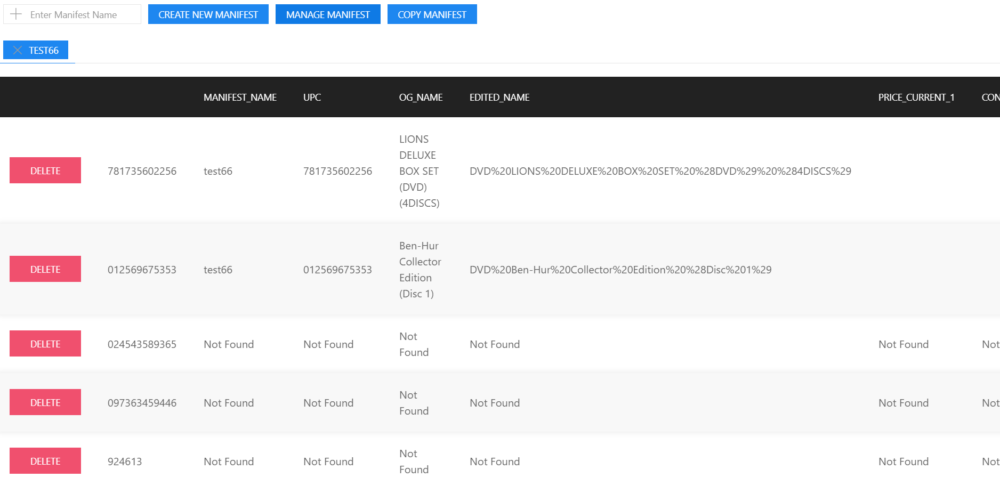 Enter Manifest Name CREATE NEW MANIFEST MANAGE MANIFEST COPY MANIFEST
TEST66
MANIFEST_NAME UPC OG_NAME EDITED_NAME PRICE_CURRENT_1 CON
LIONS
DELUXE
DELETE 781735602256 test66 781735602256 BOX SET DVD%20LIONS%20DELUXE%20BOX%20SET%20%28DVD%29%20%284DISCS%29
(DVD)
(4DISCS)
Ben-Hur
Collector
DELETE 012569675353 test66 012569675353 Edition DVD%20Ben-Hur%20Collector%20Edition%20%28Disc%201%29
(Disc 1)
DELETE 024543589365 Not Found Not Found Not Found Not Found Not Found Not
DELETE 097363459446 Not Found Not Found Not Found Not Found Not Found Not
DELETE 924613 Not Found Not Found Not Found Not Found Not Found Not